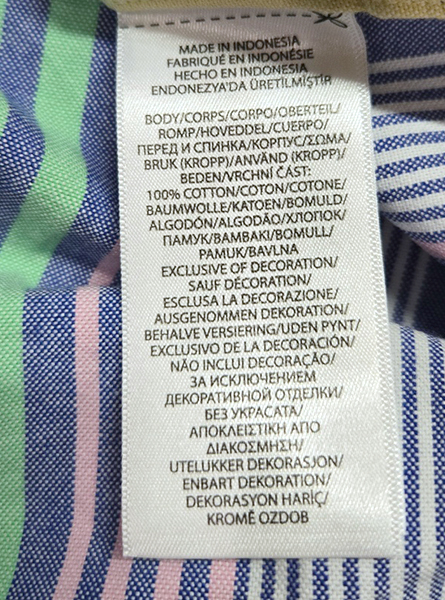 MADE IN INDONESIA
FABRIQUÉ EN INDONÉSIE
HECHO EN INDONESIA
ENDONEZYA'DA ÜRETİLMİŞTİR
BODY/CORPS/CORPO/OBERTEIL/
ROMP/HOVEDDEL/CUERPO/
ПЕРЕД И СПИНКА/КОРПУС/ΣΩΜΑ/
BRUK (KROPP)/ANVÄND (KROPP)/
BEDEN/VRCHNÍ ČÁST:
100% COTTON/COTON/COTONE/
BAUMWOLLE/KATOEN/BOMULD/
ALGODÓN/ALGODÃO/ХЛОПОК/
ПАМУК/ΒΑΜΒΑΚΙ/BOMULL/
PAMUK/BAVLNA
EXCLUSIVE OF DECORATION/
SAUF DÉCORATION/
ESCLUSA LA DECORAZIONE/
AUSGENOMMEN DEKORATION/
BEHALVE VERSIERING/UDEN PYNT/
EXCLUSIVO DE LA DECORACIÓN/
NÃO INCLUI DECORAÇÃO/
ЗА ИСКЛЮЧЕНИЕМ
ДЕКОРАТИВНОЙ ОТДЕЛКИ/
БЕЗ УКРАСАТА/
ΑΠΟΚΛΕΙΣΤΙΚΗ ΑΠΟ
ΔΙΑΚΟΣΜΗΣΗ/
UTELUKKER DEKORASJON/
ENBART DEKORATION/
DEKORASYON HARİÇ/
KROMĚ OZDOB